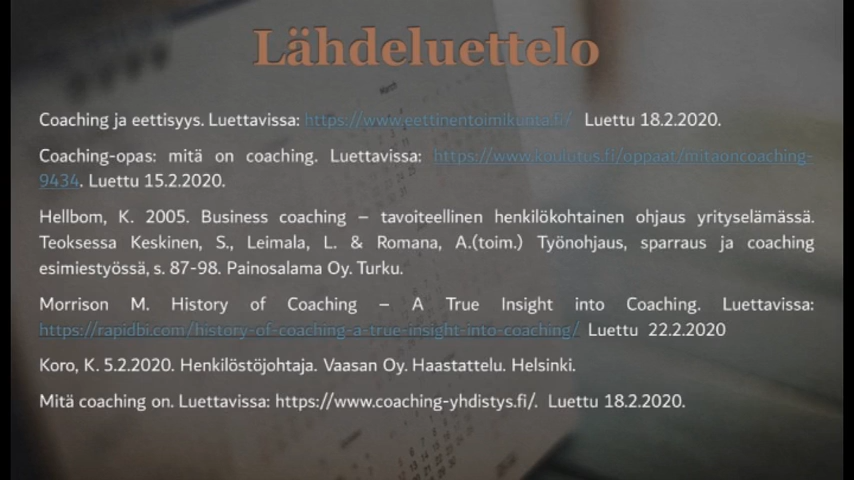 Lähdeluettelo
Coaching ja eettisyys. Luettavissa: https://www.eettinentoimikunta.fi/ Luettu 18.2.2020.
Coaching-opas: mitä on coaching. Luettavissa: https://www.koulutus.fi/oppaat/mitaoncoaching-
9434. Luettu 15.2.2020.
Hellbom, K. 2005. Business coaching – tavoiteellinen henkilökohtainen ohjaus yrityselämässä.
Teoksessa Keskinen, S., Leimala, L. & Romana, A.(toim.) Työnohjaus, sparraus ja coaching
esimiestyössä, s. 87-98. Painosalama Oy. Turku.
Morrison M. History of Coaching – A True Insight into Coaching. Luettavissa:
https://rapidbi.com/history-of-coaching-a-true-insight-into-coaching/ Luettu 22.2.2020
Koro, K. 5.2.2020. Henkilöstöjohtaja. Vaasan Oy. Haastattelu. Helsinki.
Mitä coaching on. Luettavissa: https://www.coaching-yhdistys.fi/. Luettu 18.2.2020.